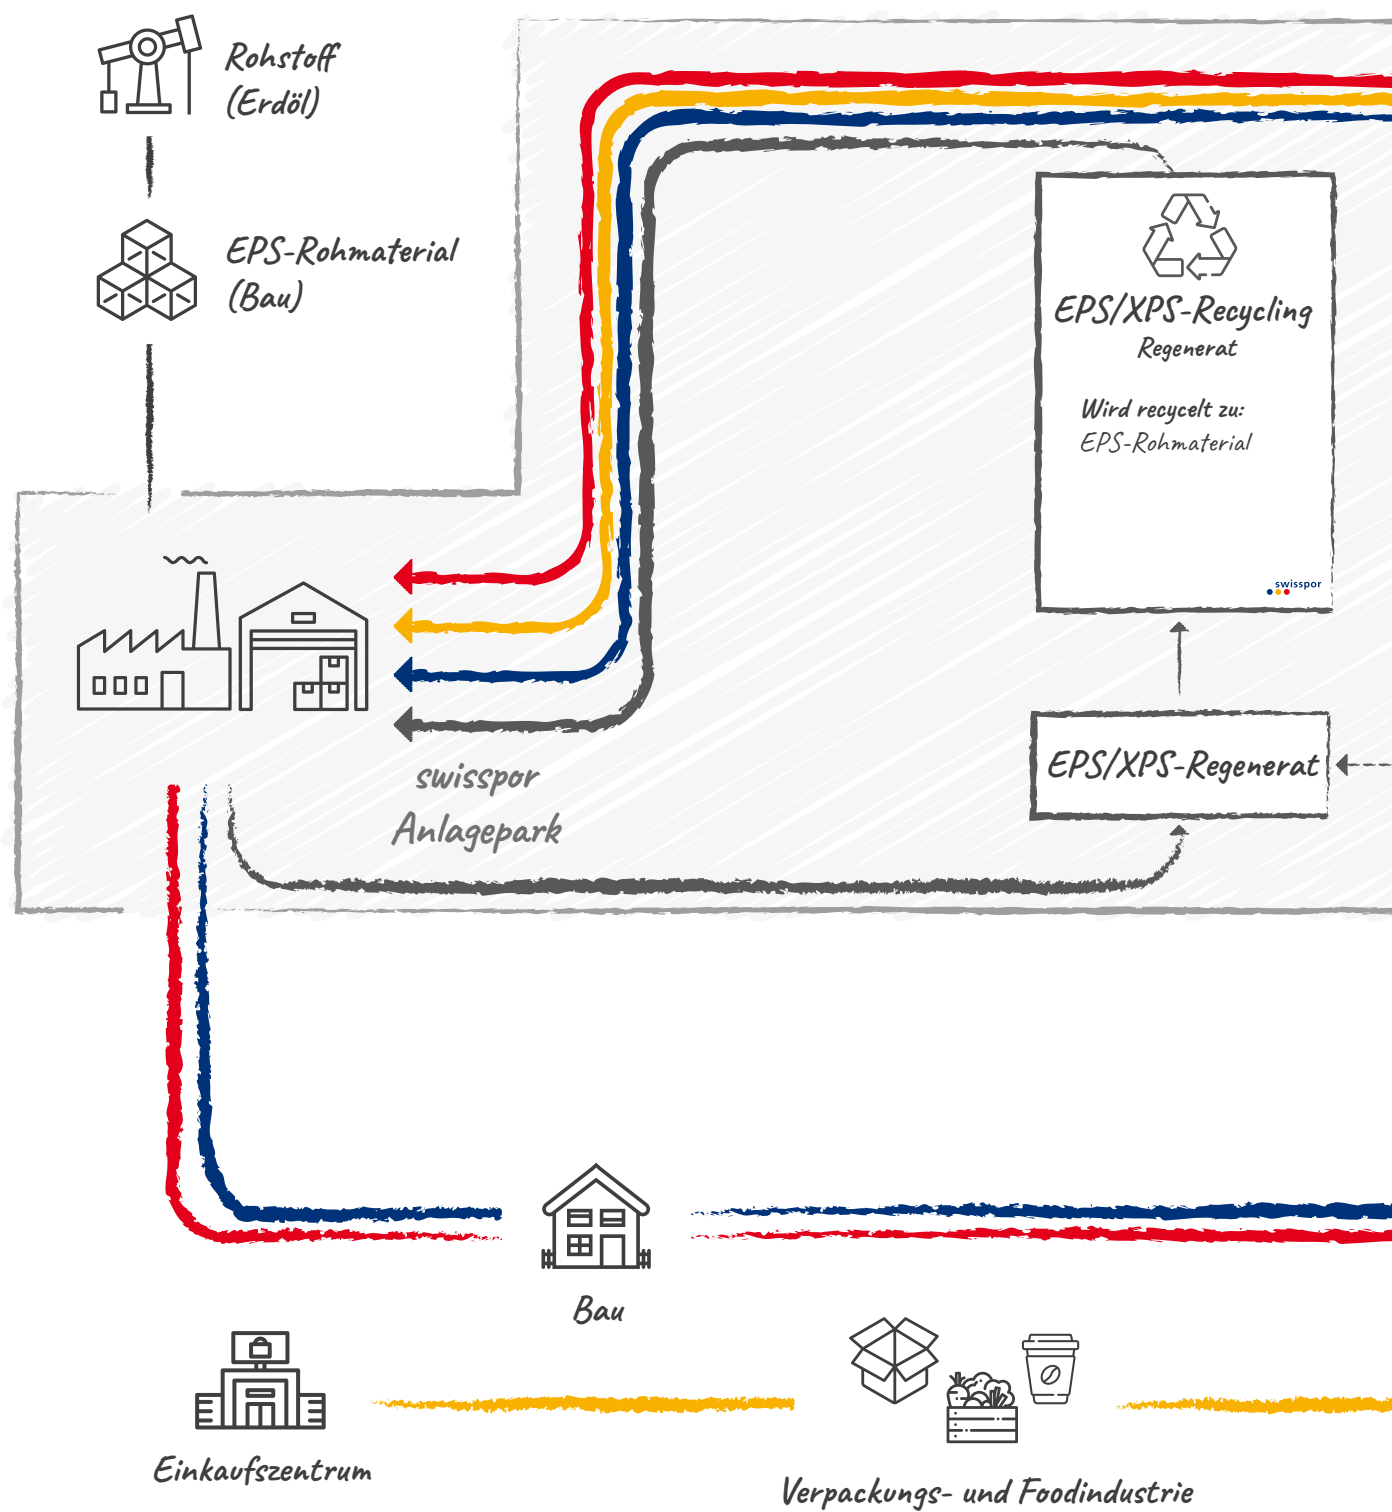 Rohstoff
(Erdöl)
EPS-Rohmaterial
(Bau)
EPS/XPS-Recycling
Regenerat
Wird recycelt zu:
EPS-Rohmaterial
swisspor
EPS/XPS-Regenerat
swisspor
Anlagepark
Bau
Einkaufszentrum
Verpackungs- und Foodindustrie